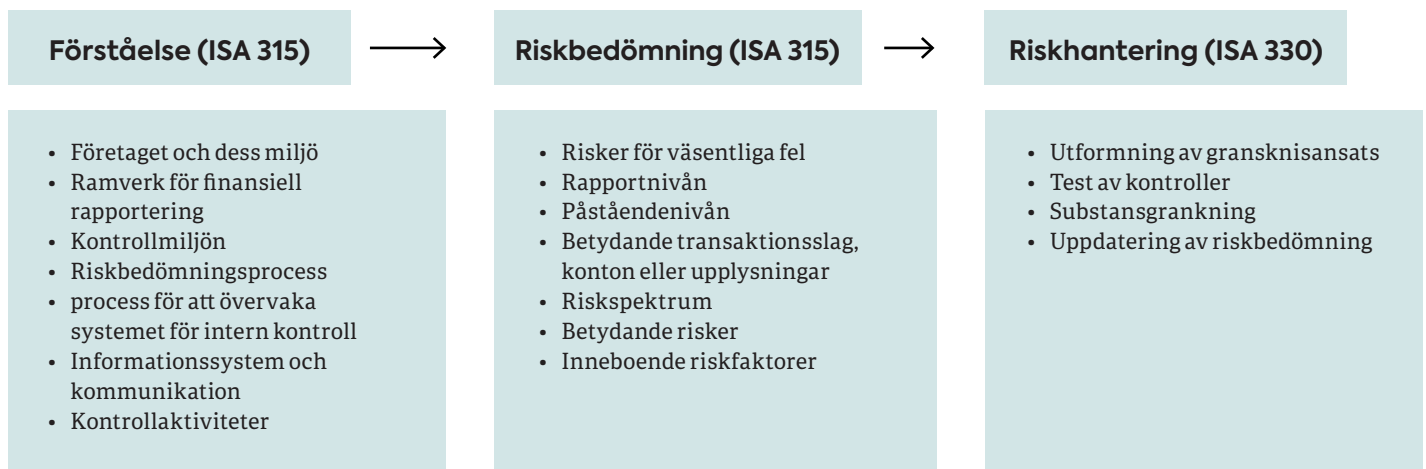 Förståelse (ISA 315)
• Företaget och dess miljö
• Ramverk för finansiell
rapportering
• Kontrollmiljön
• Riskbedömningsprocess
• process för att övervaka
systemet för intern kontroll
• Informationssystem och
kommunikation
• Kontrollaktiviteter
Riskbedömning (ISA 315)
• Risker för väsentliga fel
• Rapportnivån
• Påståendenivån
• Betydande transaktionsslag,
konton eller upplysningar
• Riskspektrum
• Betydande risker
• Inneboende riskfaktorer
Riskhantering (ISA 330)
• Utformning av gransknisansats
• Test av kontroller
• Substansgrankning
• Uppdatering av riskbedömning